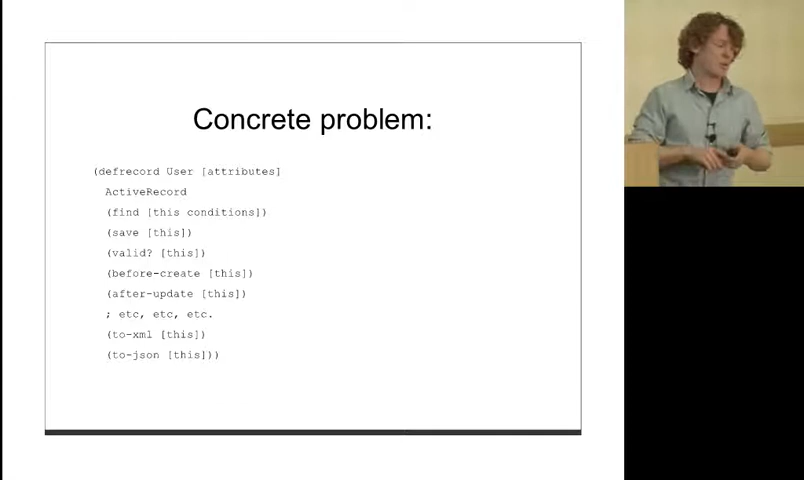 Concrete problem:
(defrecord User [attributes]
ActiveRecord
(find [this conditions])
(save [this])
(valid? [this])
(before-create [this])
(after-update [this])
; etc, etc, etc.
(to-xml [this])
(to-json [this]))